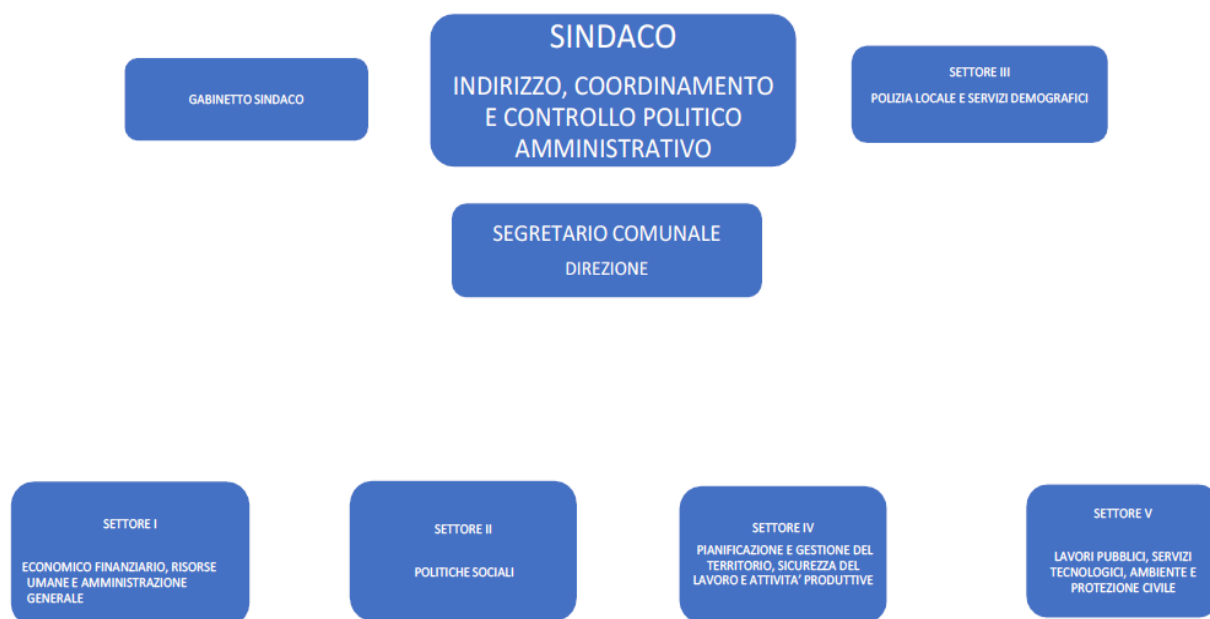 SINDACO
INDIRIZZO, COORDINAMENTO
E CONTROLLO POLITICO
AMMINISTRATIVO
GABINETTO SINDACO
SETTORE III
POLIZIA LOCALE E SERVIZI DEMOGRAFICI
SEGRETARIO COMUNALE
DIREZIONE
SETTORE I
ECONOMICO FINANZIARIO, RISORSE
UMANE E AMMINISTRAZIONE
GENERALE
SETTORE II
POLITICHE SOCIALI
SETTORE IV
PIANIFICAZIONE E GESTIONE DEL
TERRITORIO, SICUREZZA DEL
LAVORO E ATTIVITA’ PRODUTTIVE
SETTORE V
LAVORI PUBBLICI, SERVIZI
TECNOLOGICI, AMBIENTE E
PROTEZIONE CIVILE